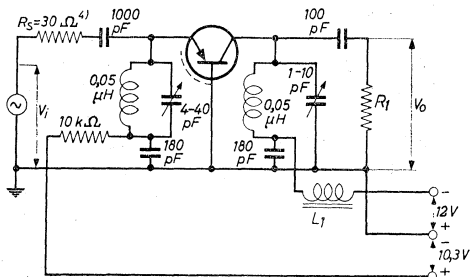 Rs=30 Ω 4)
1000
pF
100
pF
0,05
μH
4-40
pF
0,05
μH
1-10
pF
Vi
10 kΩ
180
pF
180
pF
R1
Vo
L1
-
12V
+
-
10,3V
+